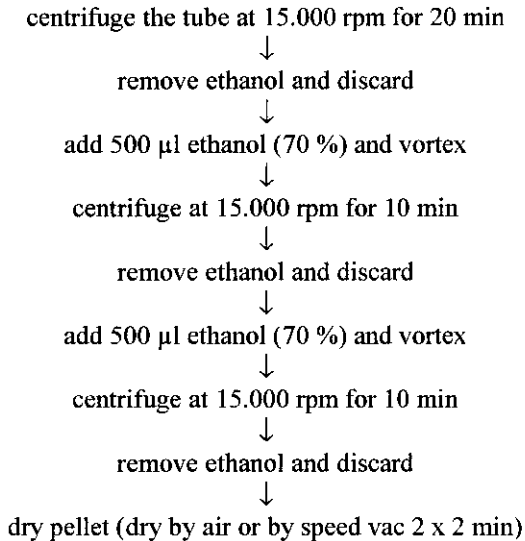 centrifuge the tube at 15.000 rpm for 20 min
↓
remove ethanol and discard
↓
add 500 µl ethanol (70 %) and vortex
↓
centrifuge at 15.000 rpm for 10 min
↓
remove ethanol and discard
↓
add 500 µl ethanol (70 %) and vortex
↓
centrifuge at 15.000 rpm for 10 min
↓
remove ethanol and discard
↓
dry pellet (dry by air or by speed vac 2 x 2 min)